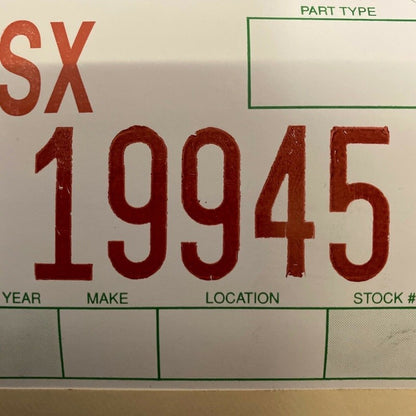 PART TYPE
SX
19945
YEAR MAKE LOCATION STOCK #